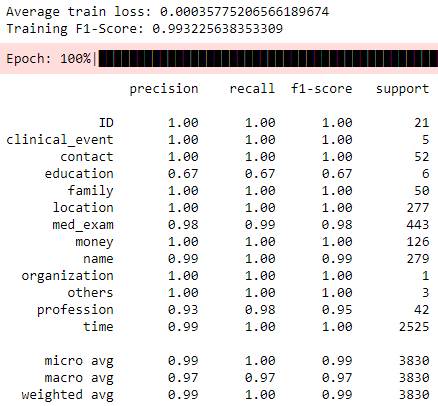 Average train loss: 0.00035775206566189674
Training F1-Score: 0.993225638353309
Epoch: 100%
precision recall f1-score support
ID 1.00 1.00 1.00 21
clinical_event 1.00 1.00 1.00 5
contact 1.00 1.00 1.00 52
education 0.67 0.67 0.67 6
family 1.00 1.00 1.00 50
location 1.00 1.00 1.00 277
med_exam 0.98 0.99 0.98 443
money 1.00 1.00 1.00 126
name 0.99 1.00 0.99 279
organization 1.00 1.00 1.00 1
others 1.00 1.00 1.00 3
profession 0.93 0.98 0.95 42
time 0.99 1.00 1.00 2525
micro avg 0.99 1.00 0.99 3830
macro avg 0.97 0.97 0.97 3830
weighted avg 0.99 1.00 0.99 3830